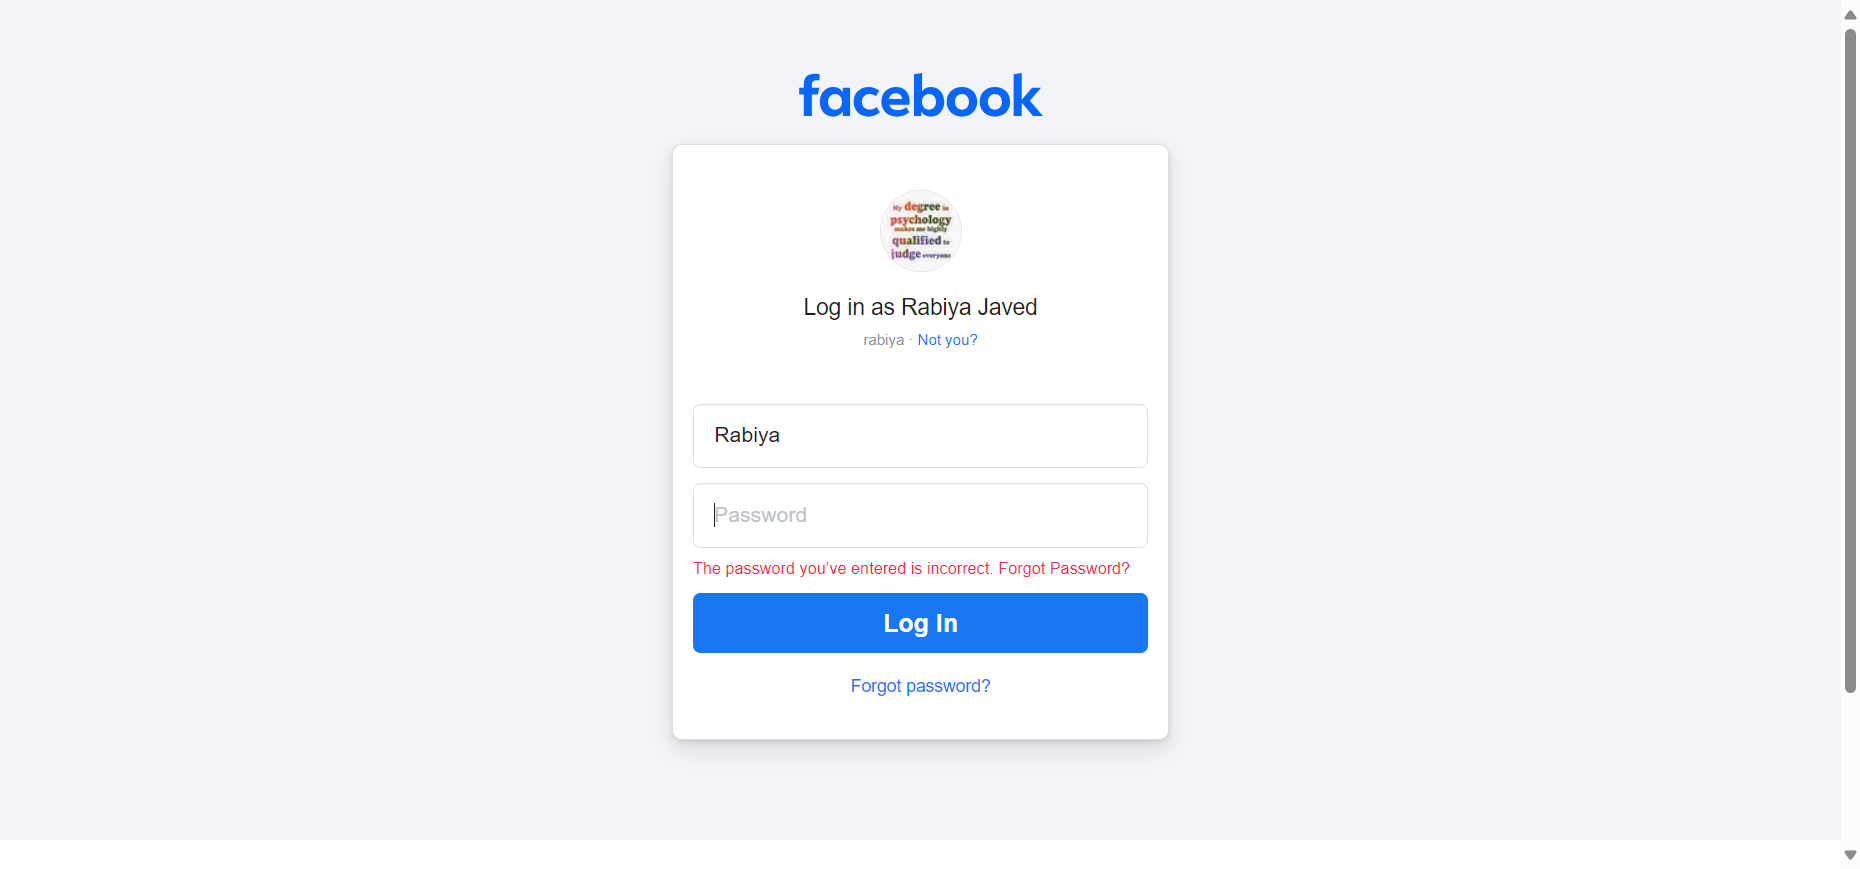 facebook
My degree in
psychology
makes me highly
qualified to
judge everyone
Log in as Rabiya Javed
rabiya · Not you?
Rabiya
Password
The password you’ve entered is incorrect. Forgot Password?
Log In
Forgot password?